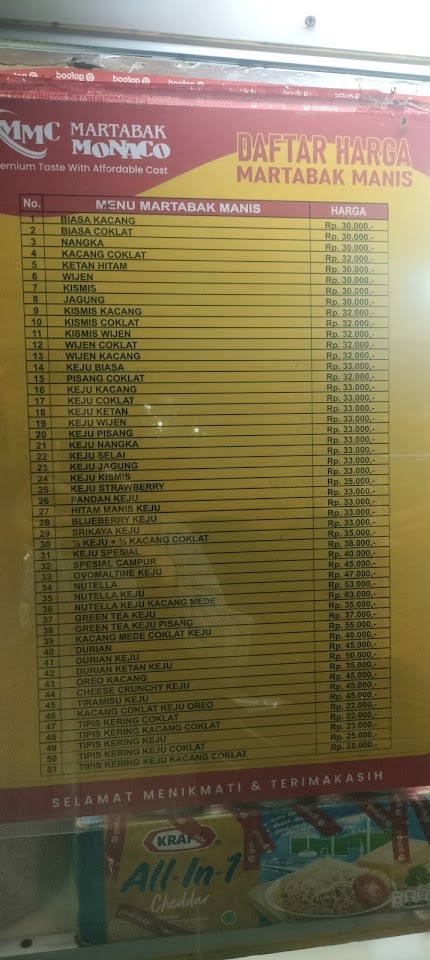 MMC MARTABAK MONACO
Premium Taste With Affordable Cost
DAFTAR HARGA
MARTABAK MANIS
No. MENU MARTABAK MANIS HARGA
1 BIASA KACANG Rp. 30.000,-
2 BIASA COKLAT Rp. 30.000,-
3 NANGKA Rp. 30.000,-
4 KACANG COKLAT Rp. 32.000,-
5 KETAN HITAM Rp. 30.000,-
6 WIJEN Rp. 30.000,-
7 KISMIS Rp. 30.000,-
8 JAGUNG Rp. 30.000,-
9 KISMIS KACANG Rp. 32.000,-
10 KISMIS COKLAT Rp. 32.000,-
11 KISMIS WIJEN Rp. 32.000,-
12 WIJEN COKLAT Rp. 32.000,-
13 WIJEN KACANG Rp. 32.000,-
14 KEJU BIASA Rp. 33.000,-
15 PISANG COKLAT Rp. 32.000,-
16 KEJU KACANG Rp. 33.000,-
17 KEJU COKLAT Rp. 33.000,-
18 KEJU KETAN Rp. 33.000,-
19 KEJU WIJEN Rp. 33.000,-
20 KEJU PISANG Rp. 33.000,-
21 KEJU NANGKA Rp. 33.000,-
22 KEJU SELAI Rp. 33.000,-
23 KEJU JAGUNG Rp. 33.000,-
24 KEJU KISMIS Rp. 33.000,-
25 KEJU STRAWBERRY Rp. 35.000,-
26 PANDAN KEJU Rp. 33.000,-
27 HITAM MANIS KEJU Rp. 33.000,-
28 BLUEBERRY KEJU Rp. 33.000,-
29 SRIKAYA KEJU Rp. 33.000,-
30 ½ KEJU + ½ KACANG COKLAT Rp. 35.000,-
31 KEJU SPESIAL Rp. 38.000,-
32 SPESIAL CAMPUR Rp. 40.000,-
33 OVOMALTINE KEJU Rp. 45.000,-
34 NUTELLA Rp. 47.000,-
35 NUTELLA KEJU Rp. 53.000,-
36 NUTELLA KEJU KACANG MEDE Rp. 63.000,-
37 GREEN TEA KEJU Rp. 35.000,-
38 GREEN TEA KEJU PISANG Rp. 37.000,-
39 KACANG MEDE COKLAT KEJU Rp. 55.000,-
40 DURIAN Rp. 40.000,-
41 DURIAN KEJU Rp. 45.000,-
42 DURIAN KETAN KEJU Rp. 50.000,-
43 OREO KACANG Rp. 35.000,-
44 CHEESE CRUNCHY KEJU Rp. 45.000,-
45 TIRAMISU KEJU Rp. 45.000,-
46 KACANG COKLAT KEJU OREO Rp. 45.000,-
47 TIPIS KERING COKLAT Rp. 22.000,-
48 TIPIS KERING KACANG COKLAT Rp. 22.000,-
49 TIPIS KERING KEJU Rp. 23.000,-
50 TIPIS KERING KEJU COKLAT Rp. 25.000,-
51 TIPIS KERING KEJU KACANG COKLAT Rp. 25.000,-
SELAMAT MENIKMATI & TERIMAKASIH
KRAF
All-In-1
Cheddar